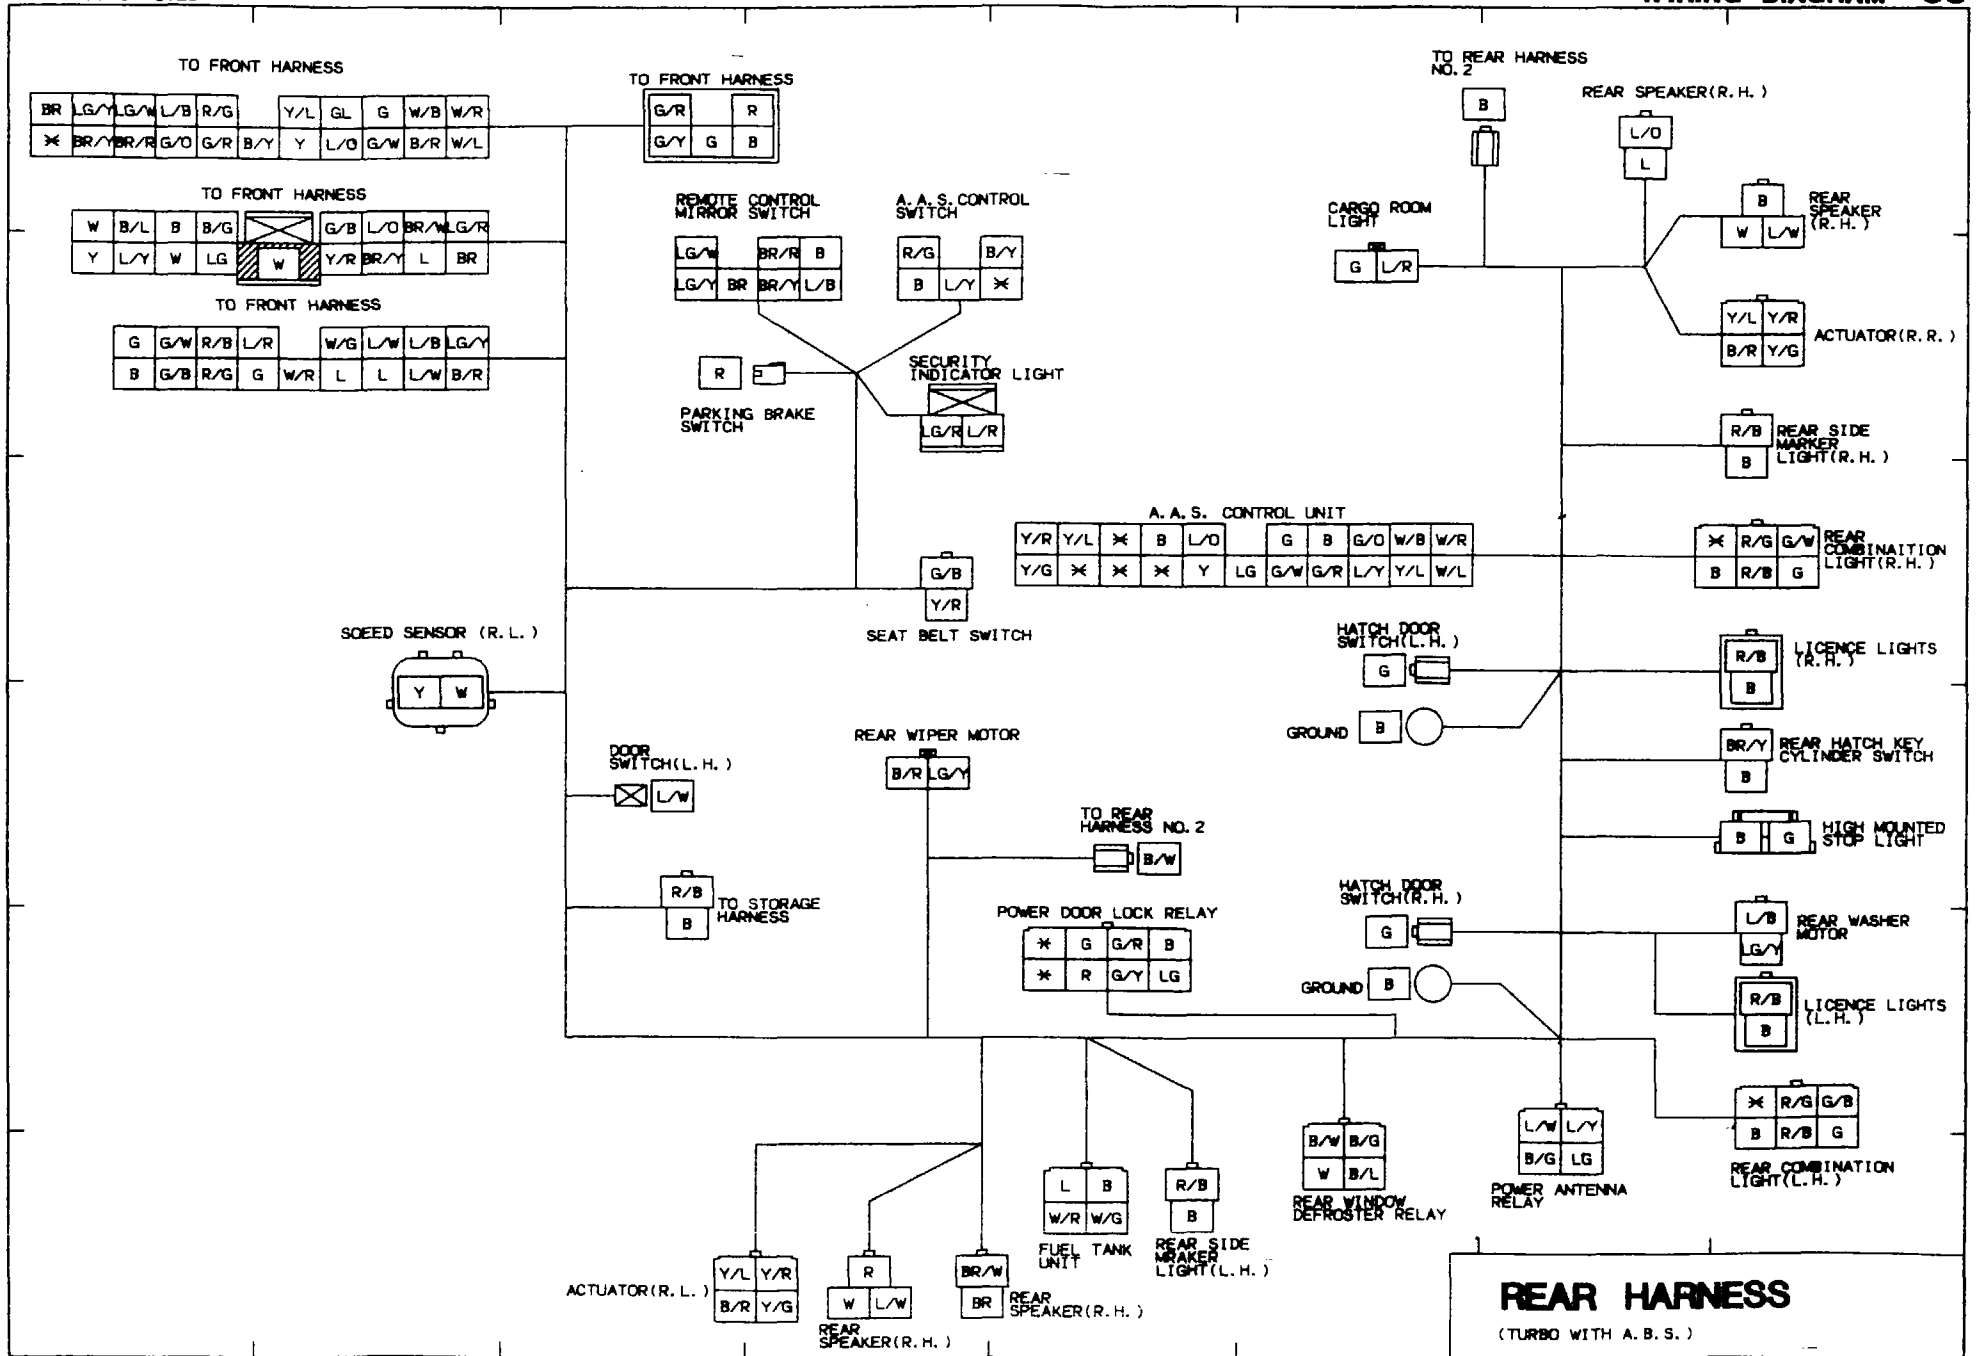 TO FRONT HARNESS
BR LG/Y LG/W L/B R/G Y/L GL G W/B W/R
* BR/Y BR/R G/O G/R B/Y Y L/O G/W B/R W/L
TO FRONT HARNESS
W B/L B B/G G/B L/O BR/W LG/R
Y L/Y W LG W Y/R BR/Y L BR
TO FRONT HARNESS
G G/W R/B L/R W/G L/W L/B LG/Y
B G/B R/G G W/R L L L/W B/R
TO FRONT HARNESS
G/R R
G/Y G B
REMOTE CONTROL
MIRROR SWITCH
LG/W BR/R B
LG/Y BR BR/Y L/B
A.A.S. CONTROL
SWITCH
R/G B/Y
B L/Y *
R
PARKING BRAKE
SWITCH
SECURITY
INDICATOR LIGHT
LG/R L/R
TO REAR HARNESS
NO.2
B
REAR SPEAKER(R.H.)
L/O
L
CARGO ROOM
LIGHT
G L/R
B
W L/W
REAR
SPEAKER
(R.H.)
Y/L Y/R
B/R Y/G
ACTUATOR(R.R.)
R/B
B
REAR SIDE
MARKER
LIGHT(R.H.)
A.A.S. CONTROL UNIT
Y/R Y/L * B L/O G B G/O W/B W/R
Y/G * * * Y LG G/W G/R L/Y Y/L W/L
* R/G G/W
B R/B G
REAR
COMBINAITION
LIGHT(R.H.)
G/B
Y/R
SEAT BELT SWITCH
SOEED SENSOR (R.L.)
Y W
HATCH DOOR
SWITCH(L.H.)
G
GROUND B
R/B
B
LICENCE LIGHTS
(R.H.)
BR/Y
B
REAR HATCH KEY
CYLINDER SWITCH
B G
HIGH MOUNTED
STOP LIGHT
DOOR
SWITCH(L.H.)
L/W
REAR WIPER MOTOR
B/R LG/Y
TO REAR
HARNESS NO.2
B/W
R/B
B
TO STORAGE
HARNESS
POWER DOOR LOCK RELAY
* G G/R B
* R G/Y LG
HATCH DOOR
SWITCH(R.H.)
G
GROUND B
L/B
LG/Y
REAR WASHER
MOTOR
R/B
B
LICENCE LIGHTS
(L.H.)
* R/G G/B
B R/B G
REAR COMBINATION
LIGHT(L.H.)
Y/L Y/R
B/R Y/G
ACTUATOR(R.L.)
R
W L/W
REAR
SPEAKER(R.H.)
BR/W
BR
REAR
SPEAKER(R.H.)
L B
W/R W/G
FUEL TANK
UNIT
R/B
B
REAR SIDE
MRAKER
LIGHT(L.H.)
B/W B/G
W B/L
REAR WINDOW
DEFROSTER RELAY
L/W L/Y
B/G LG
POWER ANTENNA
RELAY
REAR HARNESS
(TURBO WITH A.B.S.)